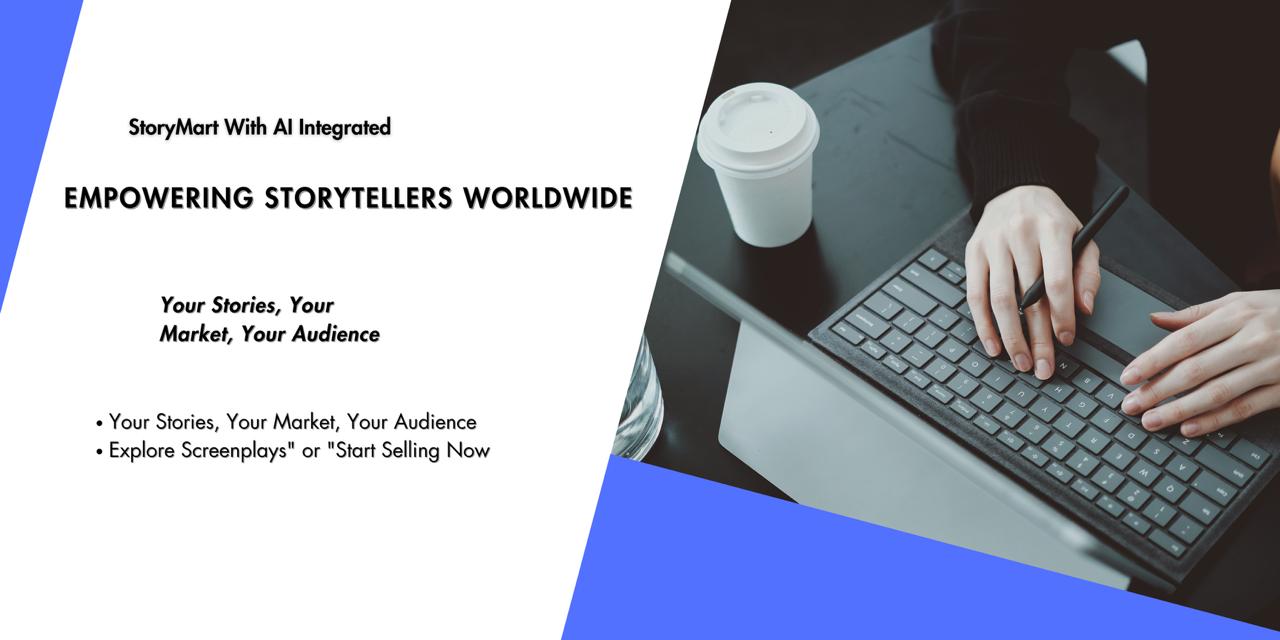 StoryMart With AI Integrated
EMPOWERING STORYTELLERS WORLDWIDE
Your Stories, Your
Market, Your Audience
• Your Stories, Your Market, Your Audience
• Explore Screenplays" or "Start Selling Now